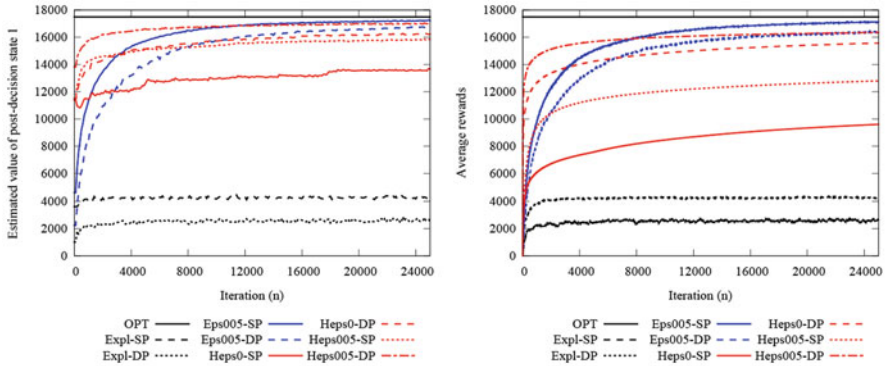 Estimated value of post-decision state 1
18000
16000
14000
12000
10000
8000
6000
4000
2000
0
0 4000 8000 12000 16000 20000 24000
Iteration (n)
OPT Eps005-SP Heps0-DP
Expl-SP Eps005-DP Heps005-SP
Expl-DP Heps0-SP Heps005-DP
Average rewards
18000
16000
14000
12000
10000
8000
6000
4000
2000
0
0 4000 8000 12000 16000 20000 24000
Iteration (n)
OPT Eps005-SP Heps0-DP
Expl-SP Eps005-DP Heps005-SP
Expl-DP Heps0-SP Heps005-DP